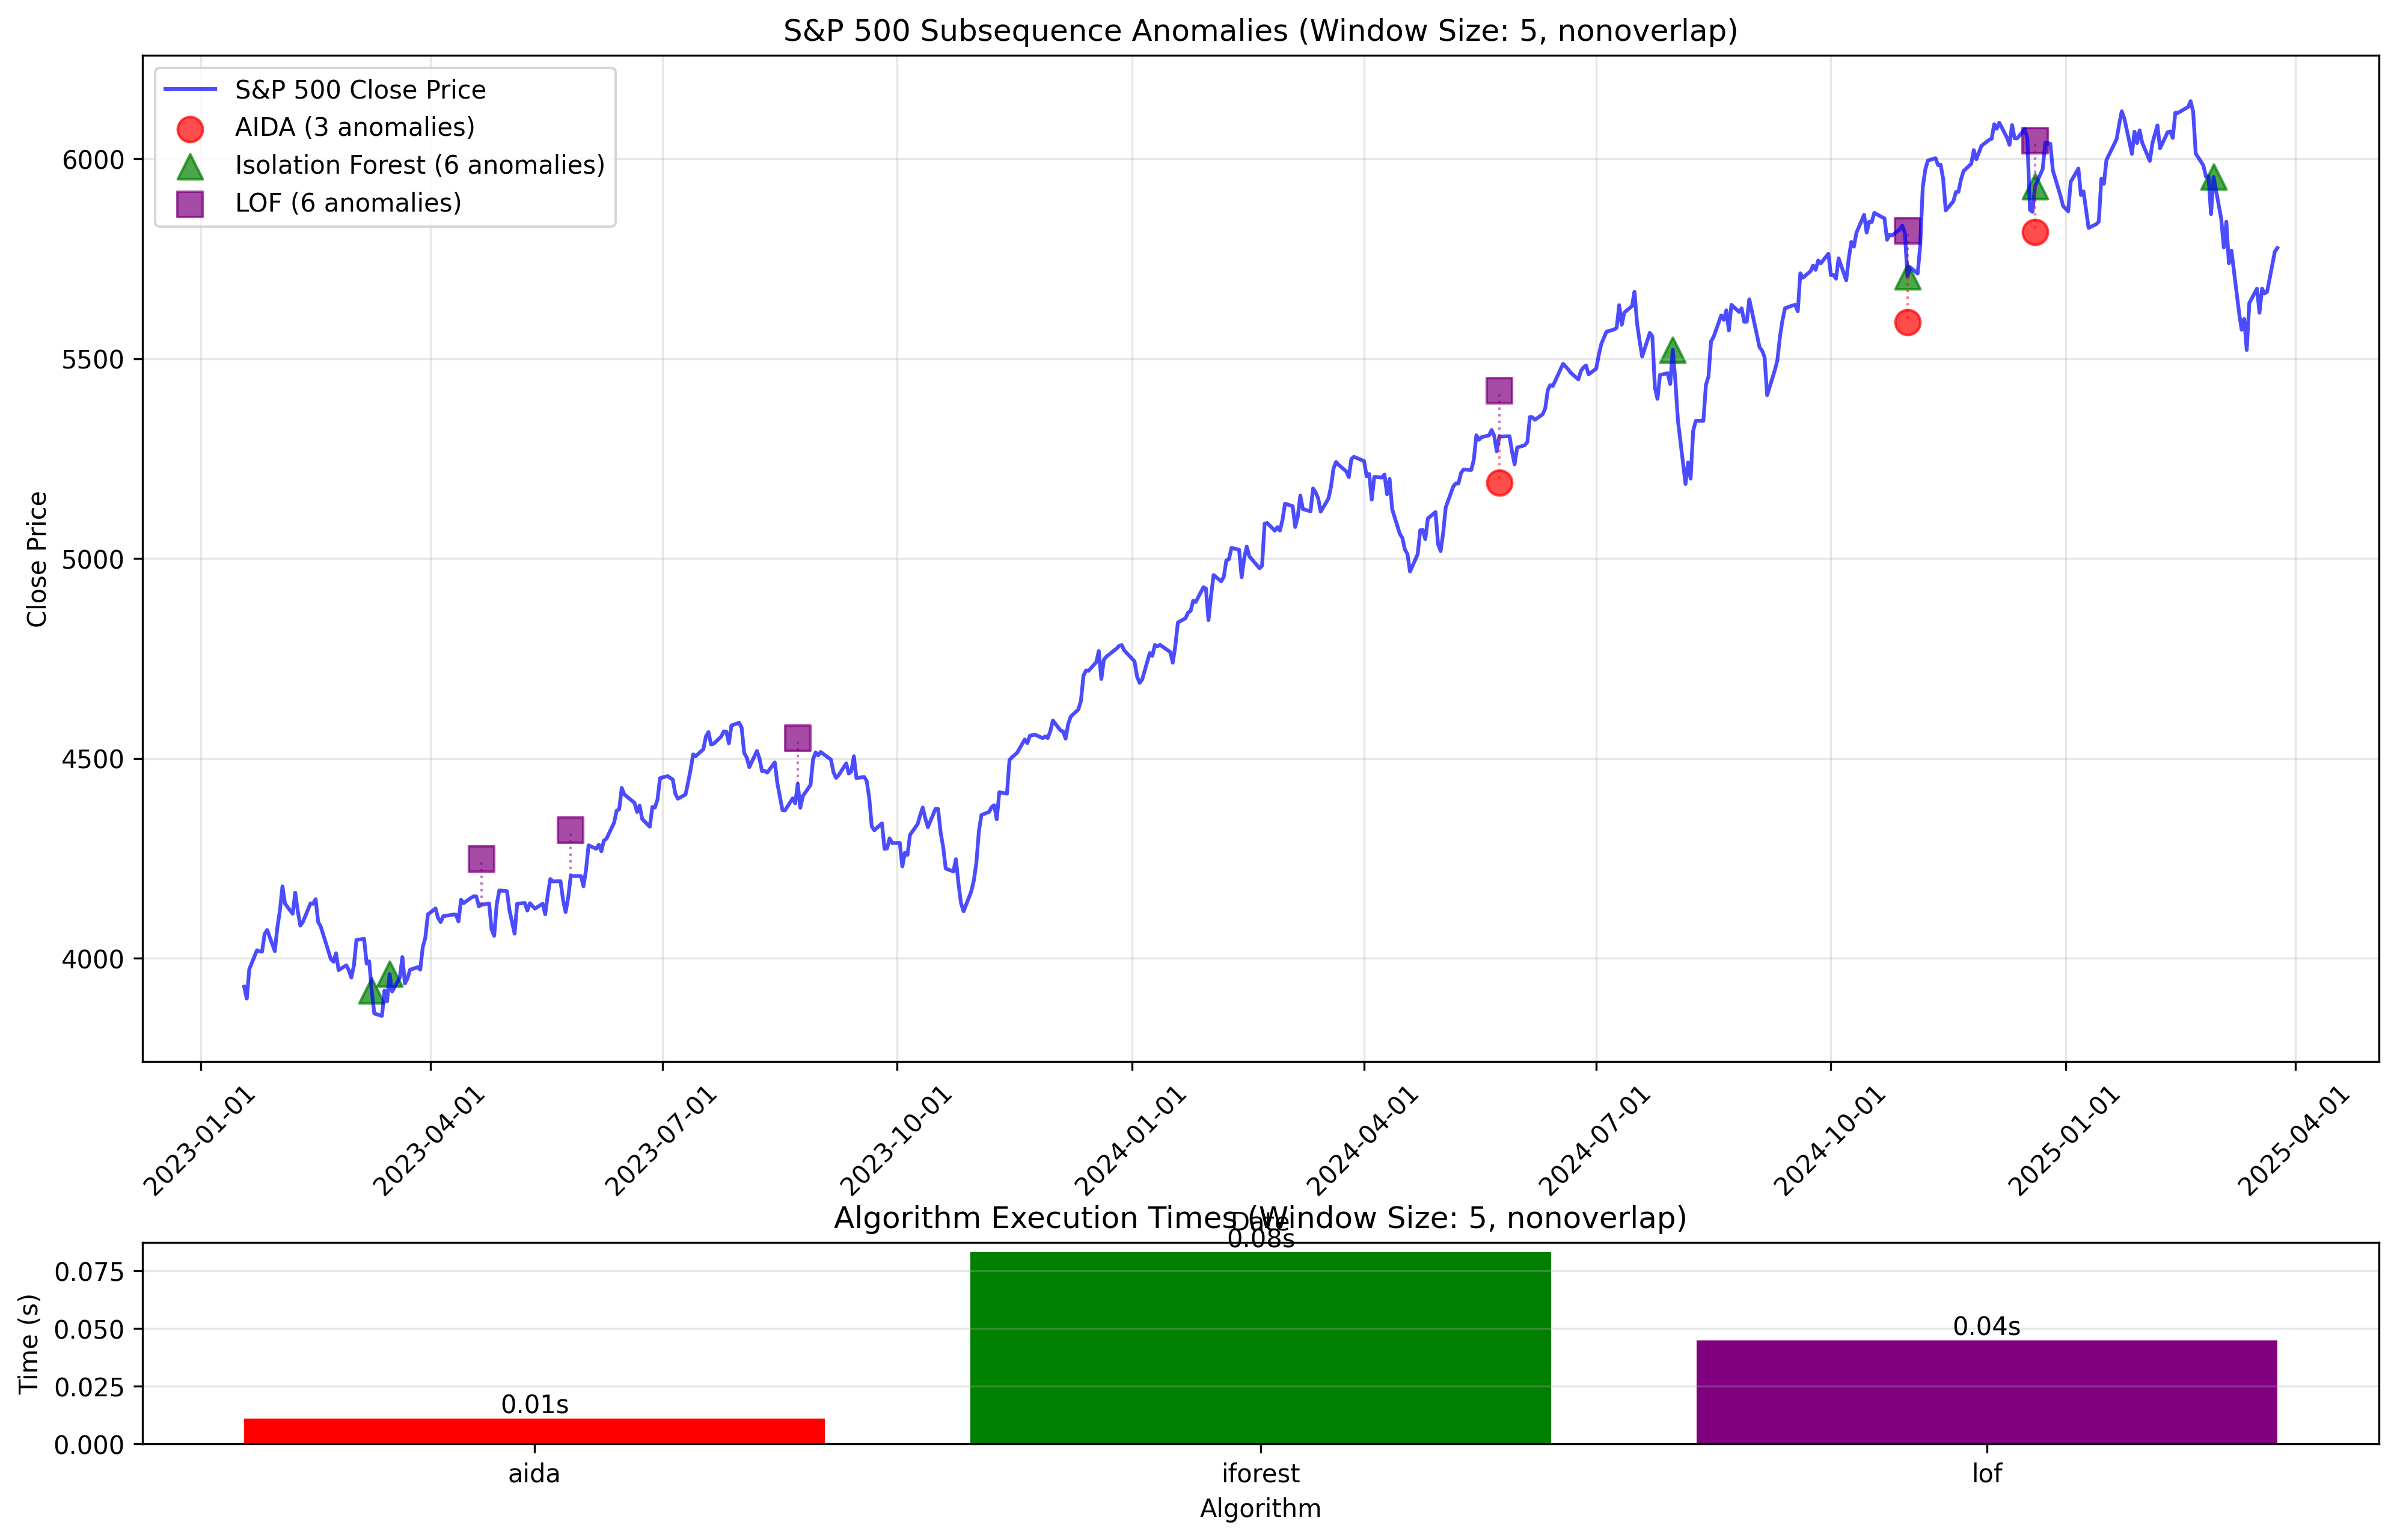 S&P 500 Subsequence Anomalies (Window Size: 5, nonoverlap)
S&P 500 Close Price
AIDA (3 anomalies)
Isolation Forest (6 anomalies)
LOF (6 anomalies)
Close Price
6000
5500
5000
4500
4000
2023-01-01
2023-04-01
2023-07-01
2023-10-01
2024-01-01
2024-04-01
2024-07-01
2024-10-01
2025-01-01
2025-04-01
Date
Algorithm Execution Times (Window Size: 5, nonoverlap)
Time (s)
0.075
0.050
0.025
0.000
0.01s
0.08s
0.04s
aida
iforest
lof
Algorithm